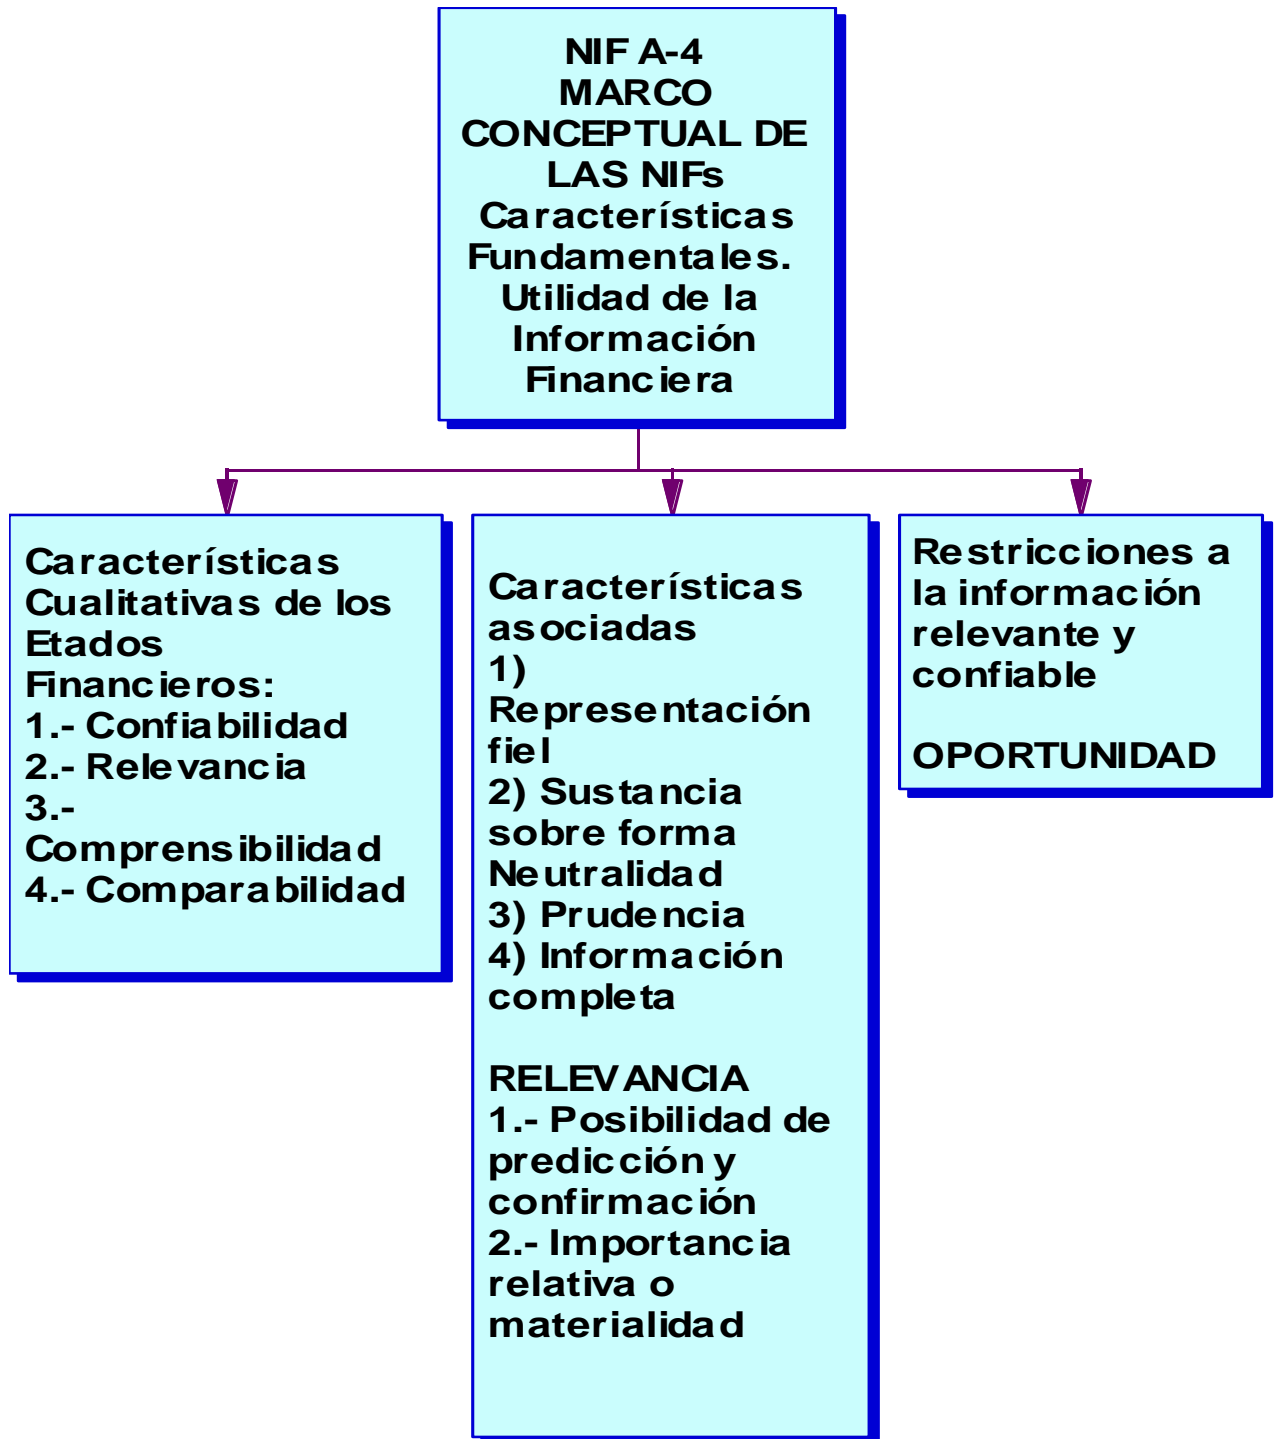 NIF A-4
MARCO
CONCEPTUAL DE
LAS NIFs
Características
Fundamentales.
Utilidad de la
Información
Financiera
Características
Cualitativas de los
Etados
Financieros:
1.- Confiabilidad
2.- Relevancia
3.-
Comprensibilidad
4.- Comparabilidad
Características
asociadas
1)
Representación
fiel
2) Sustancia
sobre forma
Neutralidad
3) Prudencia
4) Información
completa
RELEVANCIA
1.- Posibilidad de
predicción y
confirmación
2.- Importancia
relativa o
materialidad
Restricciones a
la información
relevante y
confiable
OPORTUNIDAD